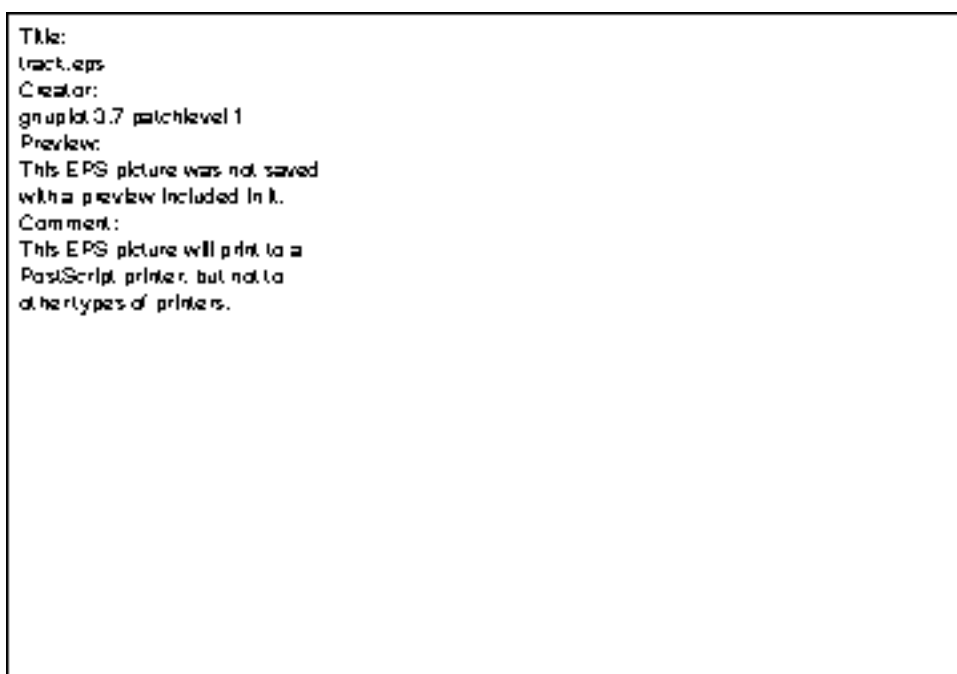 Title:
track.eps
Creator:
gnuplot 3.7 patchlevel 1
Preview:
This EPS picture was not saved
with a preview included in it.
Comment:
This EPS picture will print to a
PostScript printer, but not to
other types of printers.